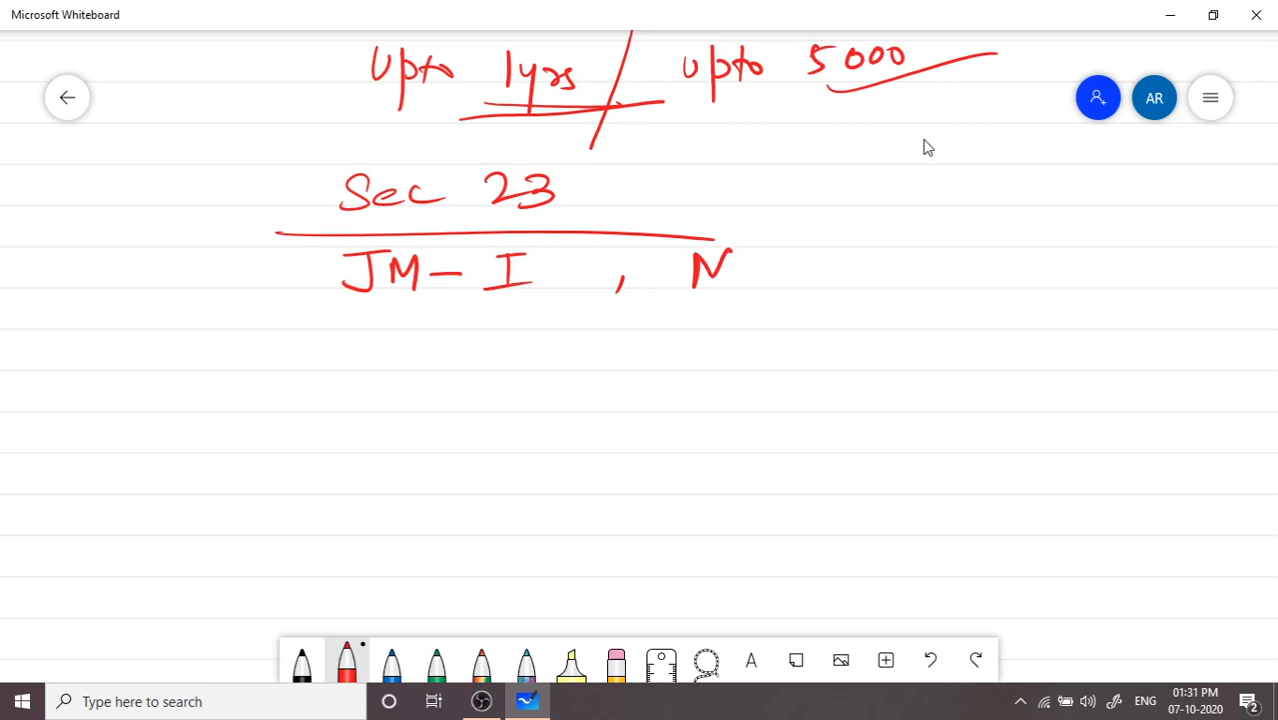 Microsoft Whiteboard
Upto 1yrs / upto 5000
AR
Sec 23
JM - I , N
A
Type here to search
ENG
01:31 PM
07-10-2020
2